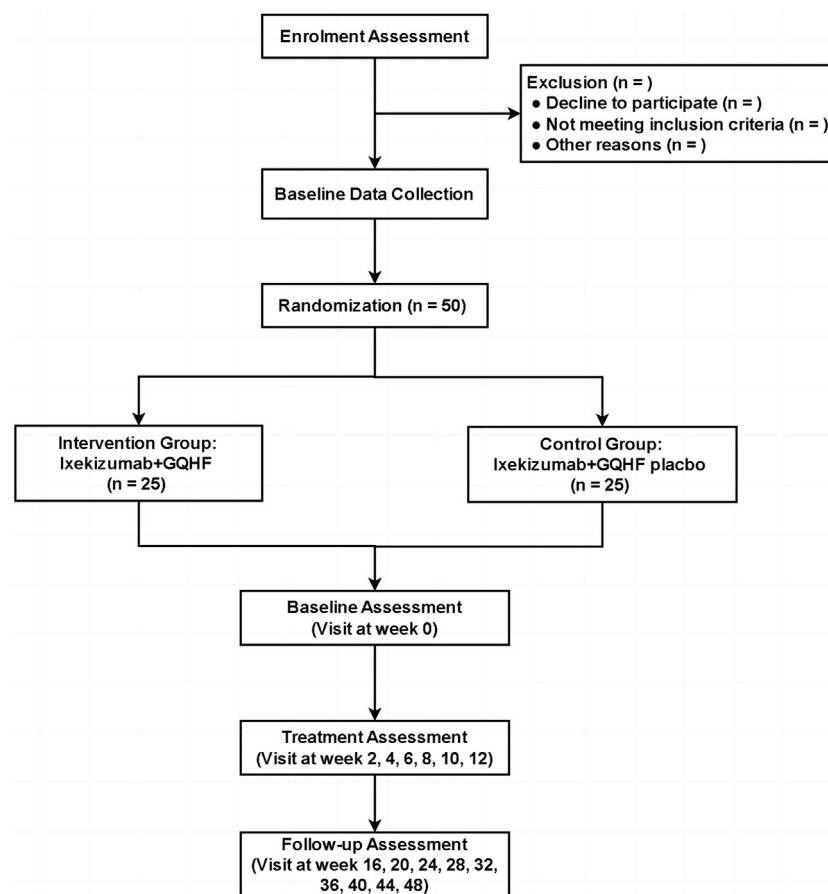 Enrolment Assessment
Exclusion (n = )
● Decline to participate (n = )
● Not meeting inclusion criteria (n = )
● Other reasons (n = )
Baseline Data Collection
Randomization (n = 50)
Intervention Group:
Ixekizumab+GQHF
(n = 25)
Control Group:
Ixekizumab+GQHF placbo
(n = 25)
Baseline Assessment
(Visit at week 0)
Treatment Assessment
(Visit at week 2, 4, 6, 8, 10, 12)
Follow-up Assessment
(Visit at week 16, 20, 24, 28, 32,
36, 40, 44, 48)